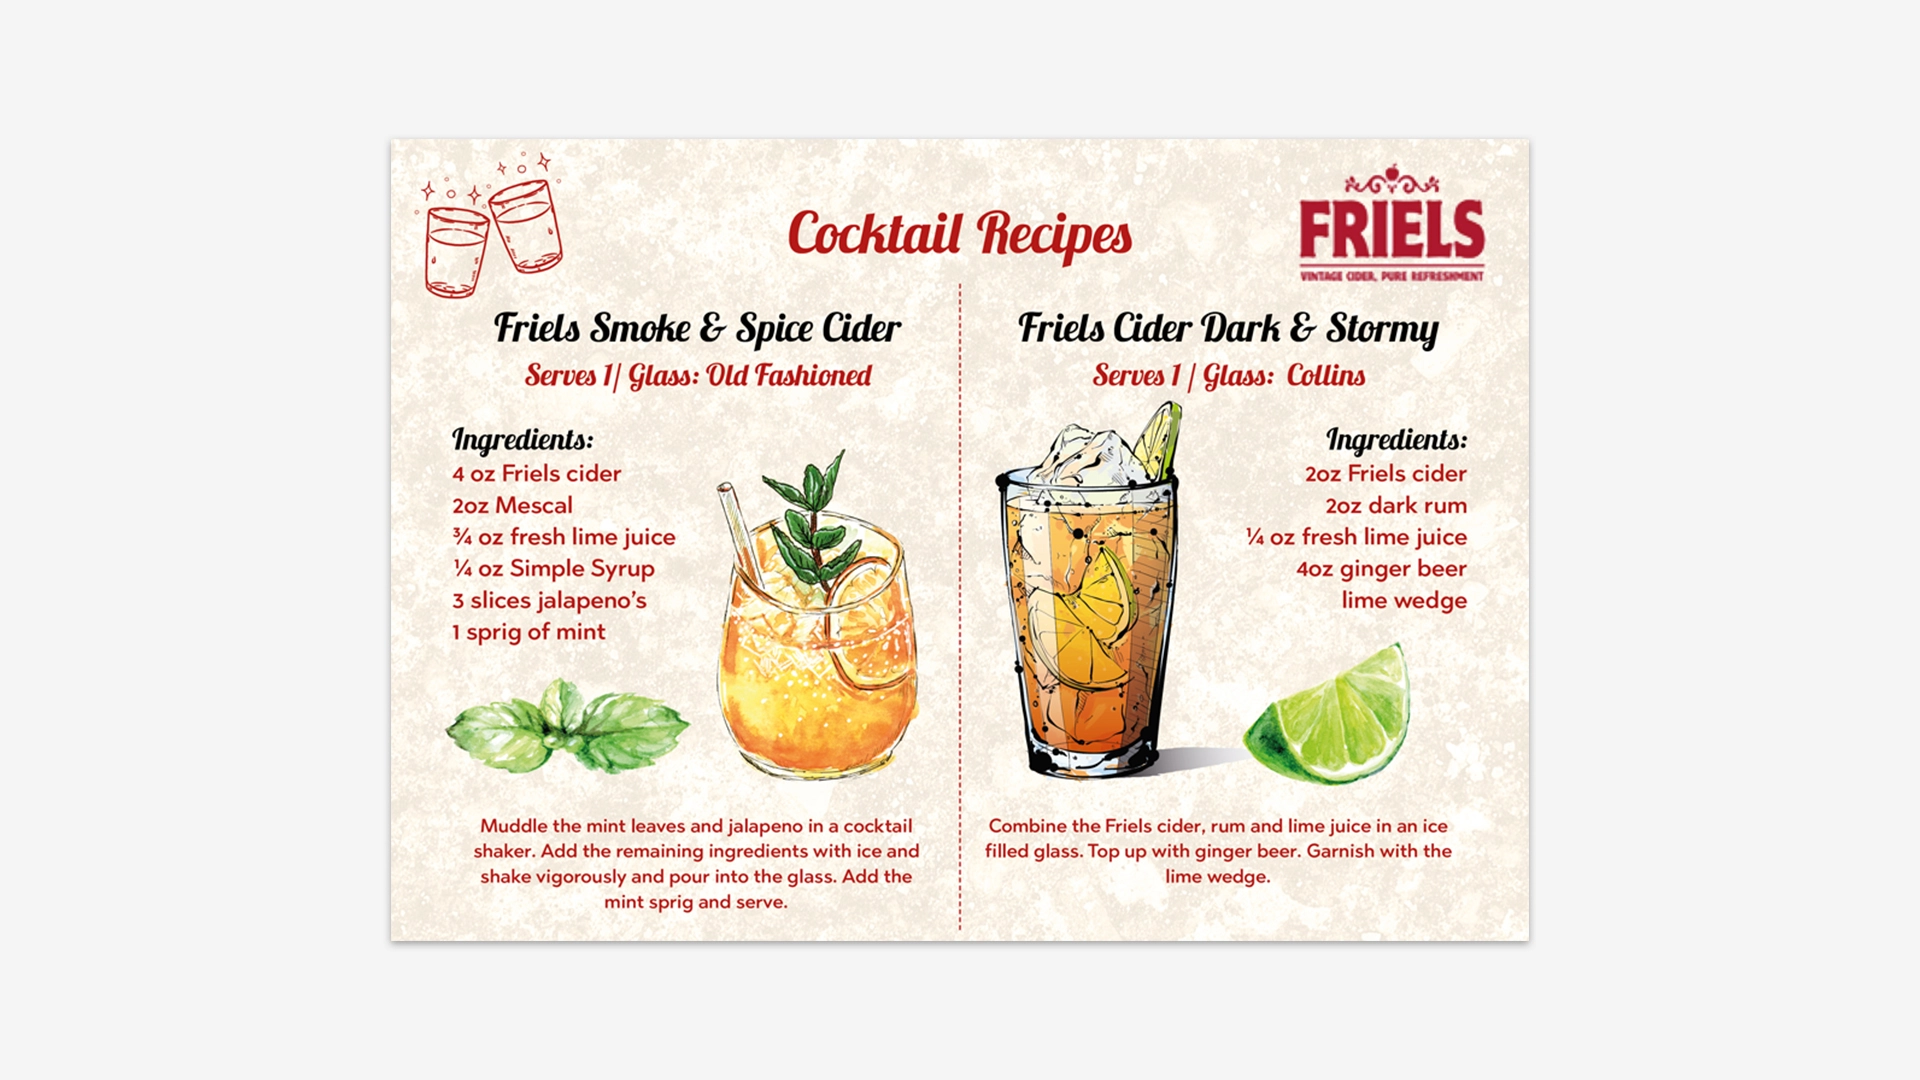 Cocktail Recipes
FRIELS
VINTAGE CIDER, PURE REFRESHMENT
Friels Smoke & Spice Cider
Serves 1/ Glass: Old Fashioned
Ingredients:
4 oz Friels cider
2oz Mescal
¾ oz fresh lime juice
¼ oz Simple Syrup
3 slices jalapeno’s
1 sprig of mint
Muddle the mint leaves and jalapeno in a cocktail
shaker. Add the remaining ingredients with ice and
shake vigorously and pour into the glass. Add the
mint sprig and serve.
Friels Cider Dark & Stormy
Serves 1 / Glass: Collins
Ingredients:
2oz Friels cider
2oz dark rum
¼ oz fresh lime juice
4oz ginger beer
lime wedge
Combine the Friels cider, rum and lime juice in an ice
filled glass. Top up with ginger beer. Garnish with the
lime wedge.